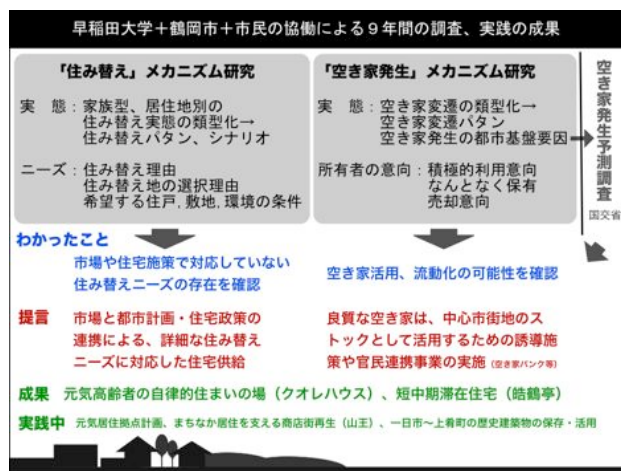 早稲田大学＋鶴岡市＋市民の協働による９年間の調査、実践の成果
「住み替え」メカニズム研究
実　態：家族型、居住地別の
住み替え実態の類型化→
住み替えパタン、シナリオ
ニーズ：住み替え理由
住み替え地の選択理由
希望する住戸,敷地,環境の条件
「空き家発生」メカニズム研究
実　態：空き家変遷の類型化→
空き家変遷パタン
空き家発生の都市基盤要因
所有者の意向：積極的利用意向
なんとなく保有
売却意向
空き家発生予測調査
国交省
わかったこと
市場や住宅施策で対応していない
住み替えニーズの存在を確認
空き家活用、流動化の可能性を確認
提言
市場と都市計画・住宅政策の
連携による、詳細な住み替え
ニーズに対応した住宅供給
良質な空き家は、中心市街地のス
トックとして活用するための誘導施
策や官民連携事業の実施（空き家バンク等）
成果　元気高齢者の自律的住まいの場（クオレハウス）、短中期滞在住宅（皓鶴亭）
実践中　元気居住拠点計画、まちなか居住を支える商店街再生（山王）、一日市〜上肴町の歴史建築物の保存・活用